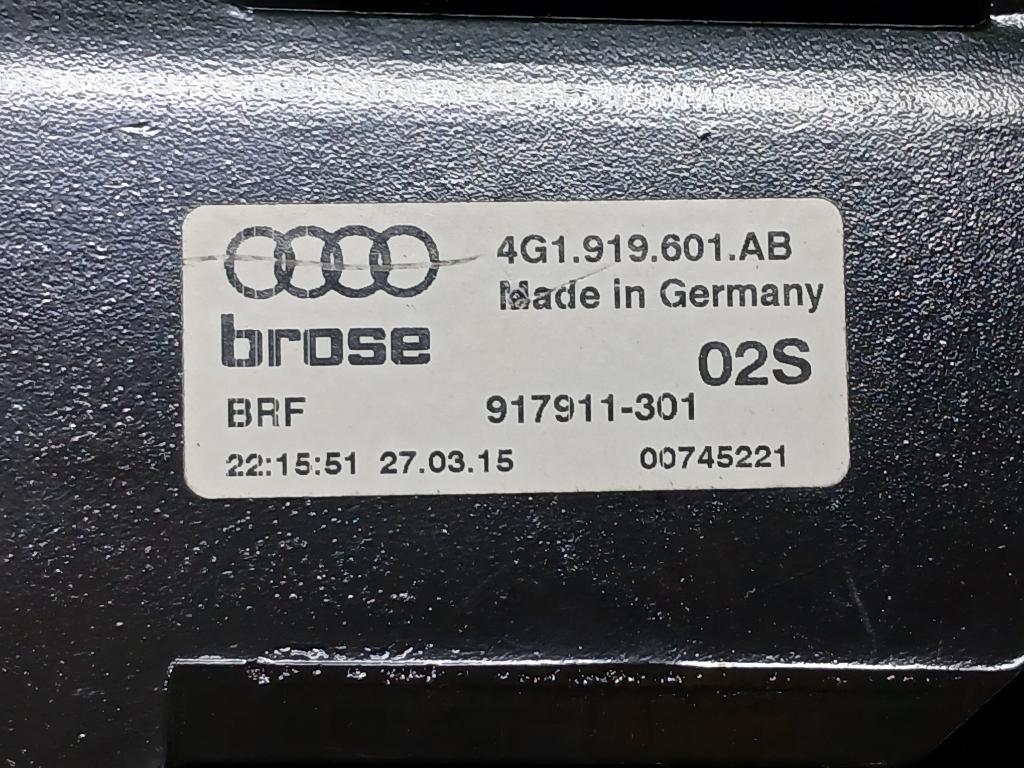 4G1.919.601.AB
Made in Germany
brose
02S
BRF 917911-301
22:15:51 27.03.15 00745221